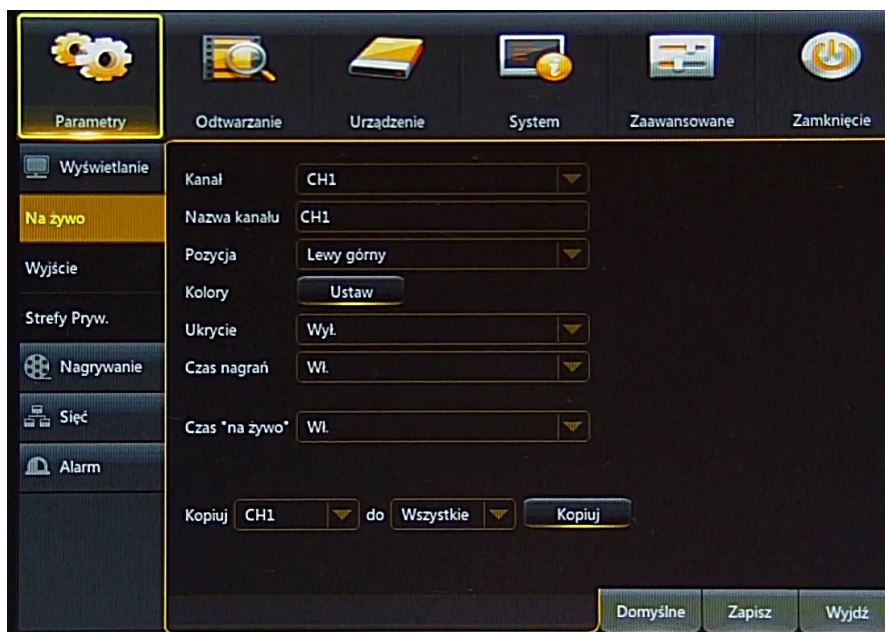 Parametry Odtwarzanie Urządzenie System Zaawansowane Zamknięcie
Wyświetlanie
Na żywo
Wyjście
Strefy Pryw.
Nagrywanie
Sięć
Alarm
Kanał CH1
Nazwa kanału CH1
Pozycja Lewy górny
Kolory Ustaw
Ukrycie Wył.
Czas nagrań Wł.
Czas "na żywo" Wł.
Kopiuj CH1 do Wszystkie Kopiuj
Domyślne Zapisz Wyjdź